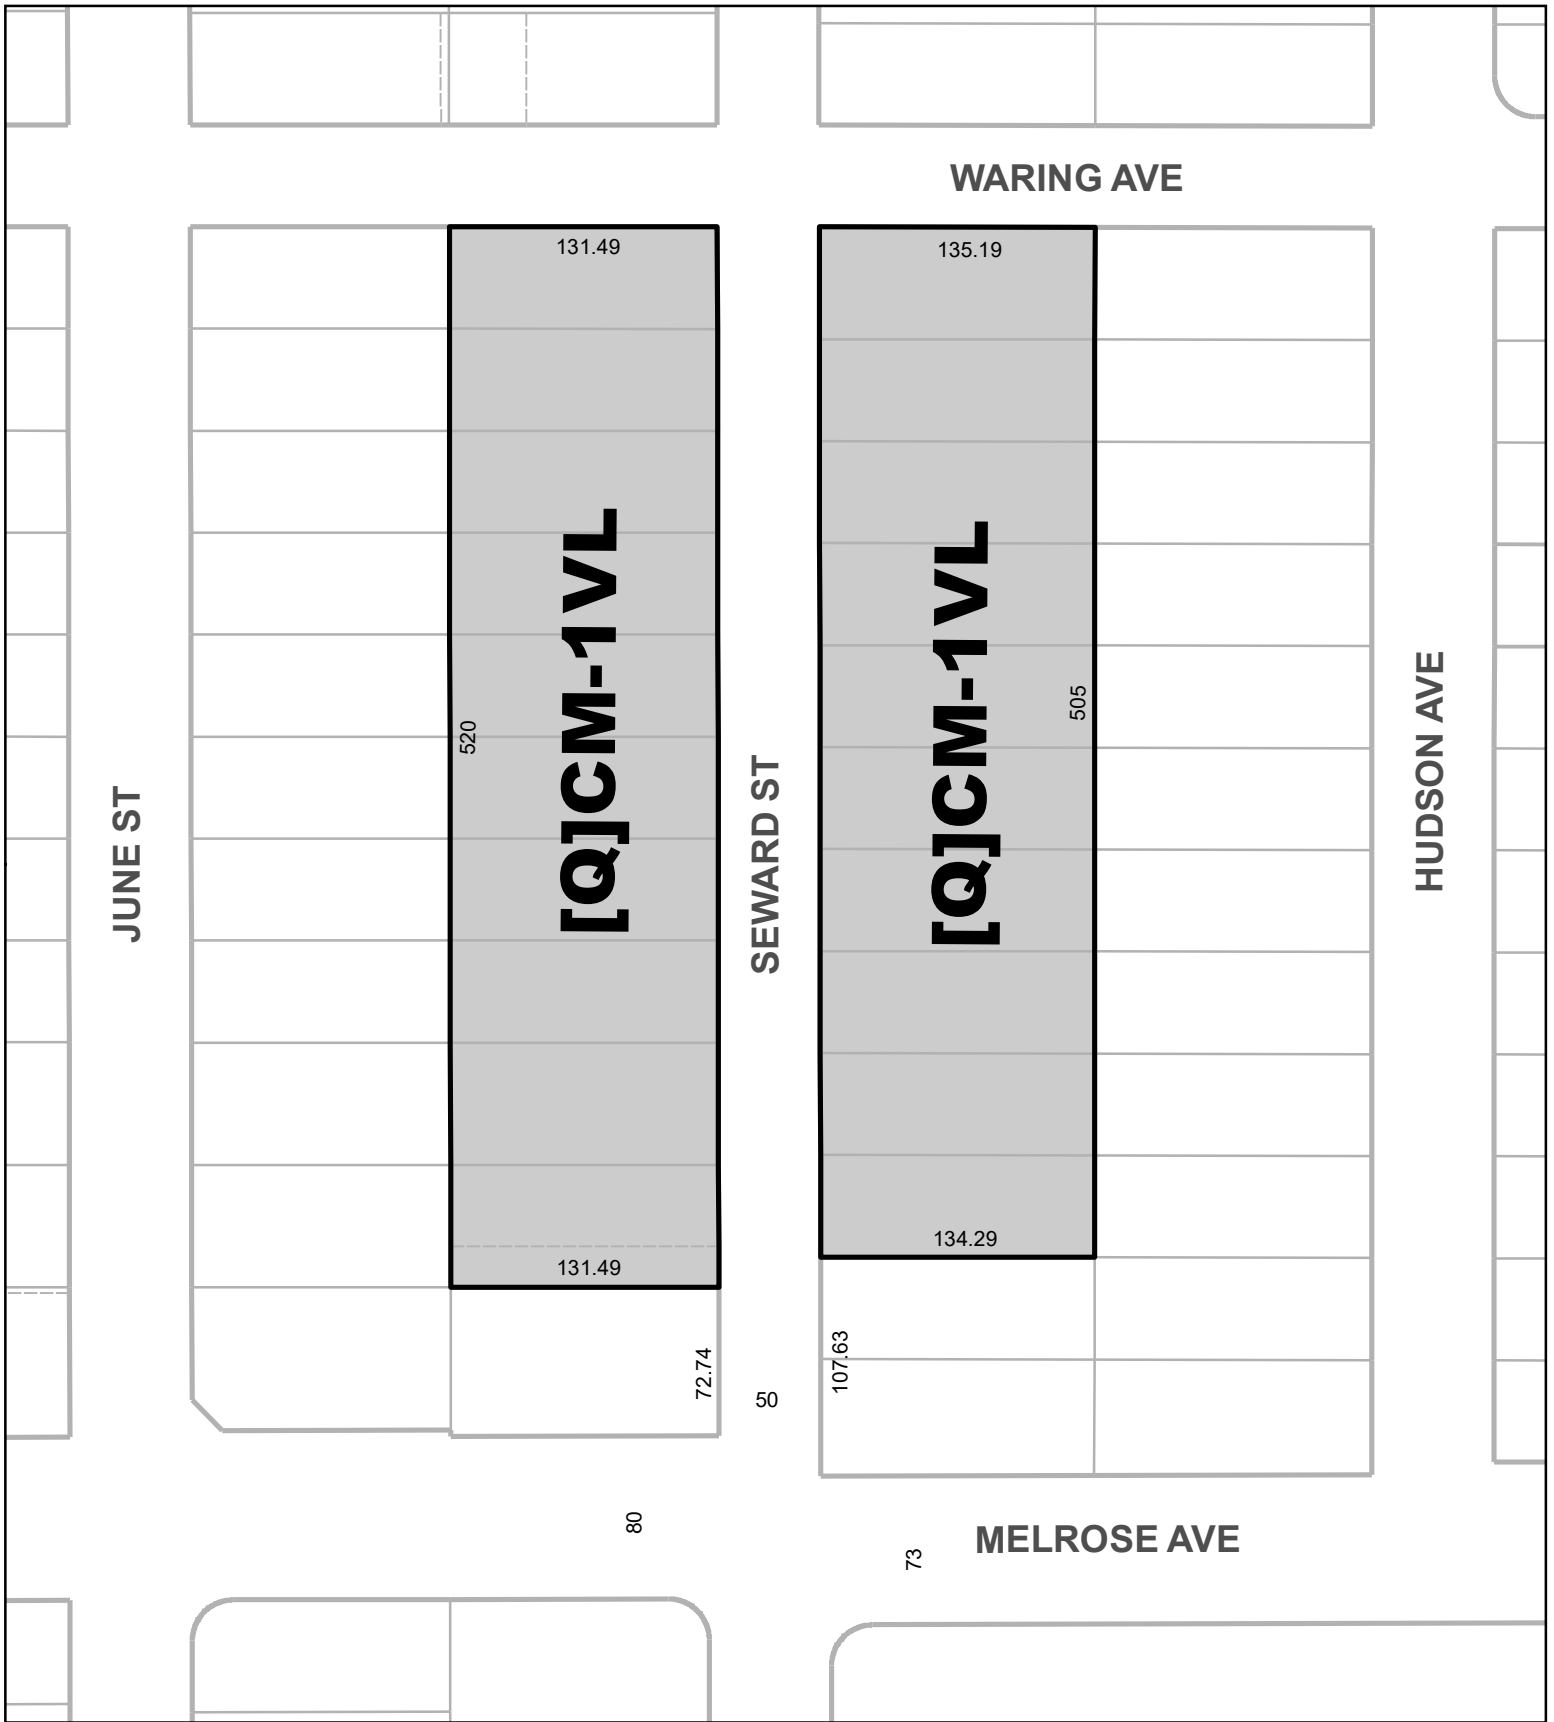 WARING AVE
131.49
135.19
[Q]CM-1VL
[Q]CM-1VL
520
505
JUNE ST
SEWARD ST
HUDSON AVE
134.29
131.49
72.74
107.63
50
80
73
MELROSE AVE